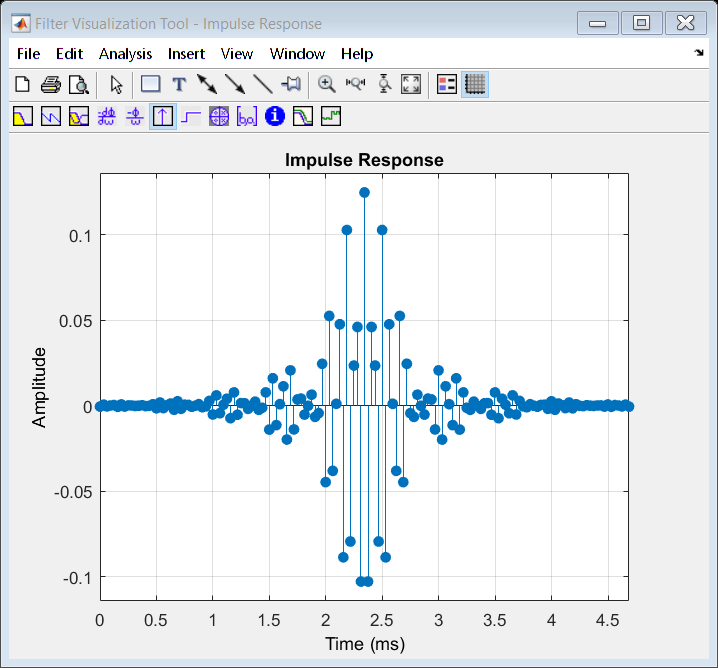 Filter Visualization Tool - Impulse Response
File Edit Analysis Insert View Window Help
Impulse Response
0.1
0.05
0
-0.05
-0.1
Amplitude
0 0.5 1 1.5 2 2.5 3 3.5 4 4.5
Time (ms)